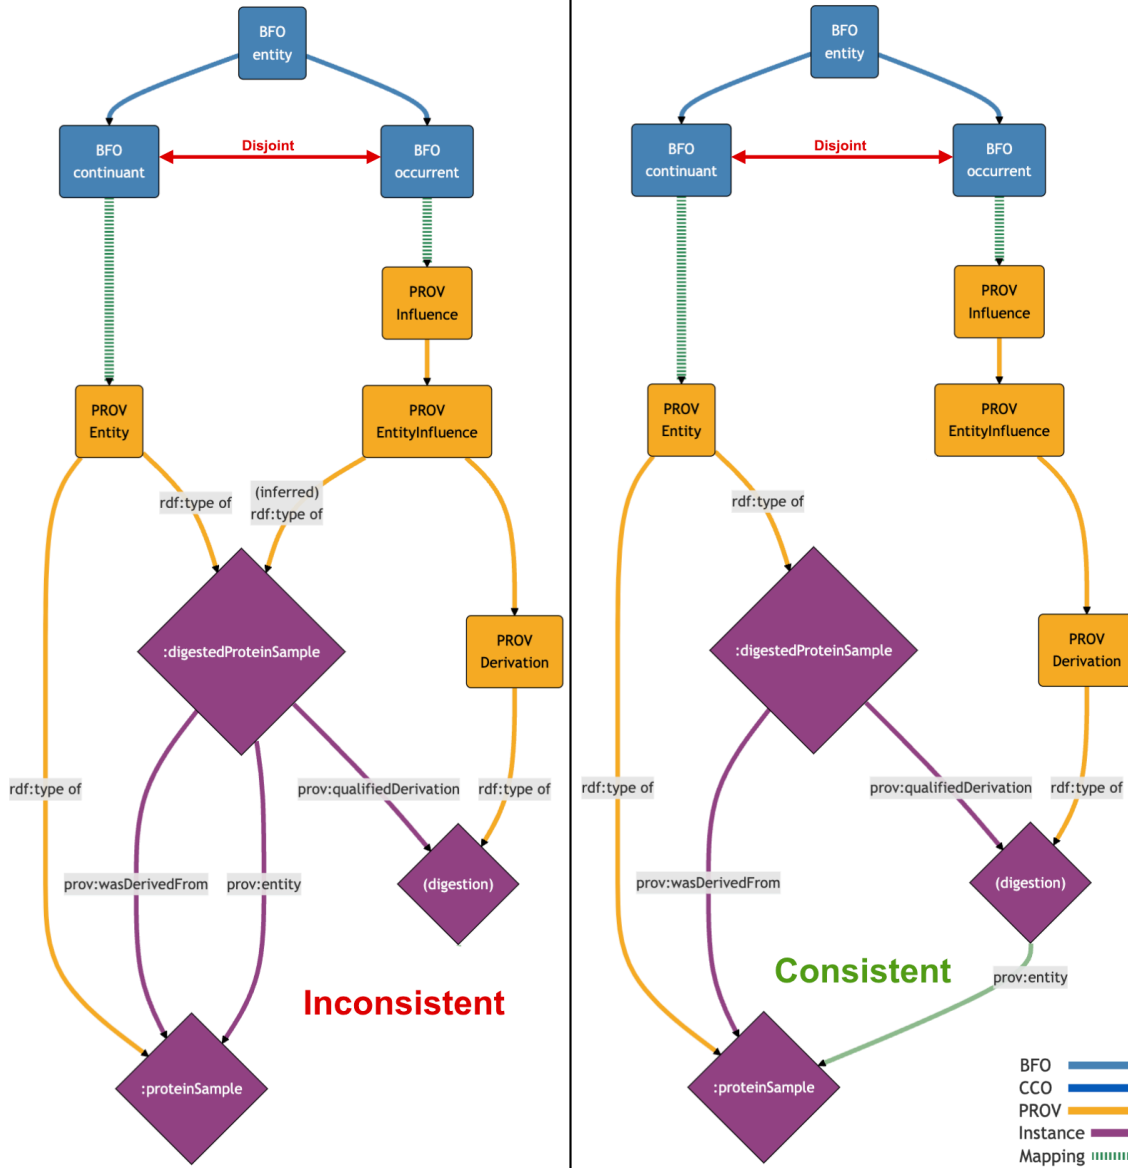 BFO
entity
BFO
continuant
Disjoint
BFO
occurrent
PROV
Influence
PROV
Entity
PROV
EntityInfluence
rdf:type of
(inferred)
rdf:type of
:digestedProteinSample
PROV
Derivation
rdf:type of
prov:qualifiedDerivation
rdf:type of
prov:wasDerivedFrom
prov:entity
(digestion)
Inconsistent
:proteinSample
BFO
entity
BFO
continuant
Disjoint
BFO
occurrent
PROV
Influence
PROV
Entity
PROV
EntityInfluence
rdf:type of
:digestedProteinSample
PROV
Derivation
rdf:type of
prov:qualifiedDerivation
rdf:type of
prov:wasDerivedFrom
(digestion)
Consistent
prov:entity
:proteinSample
BFO
CCO
PROV
Instance
Mapping